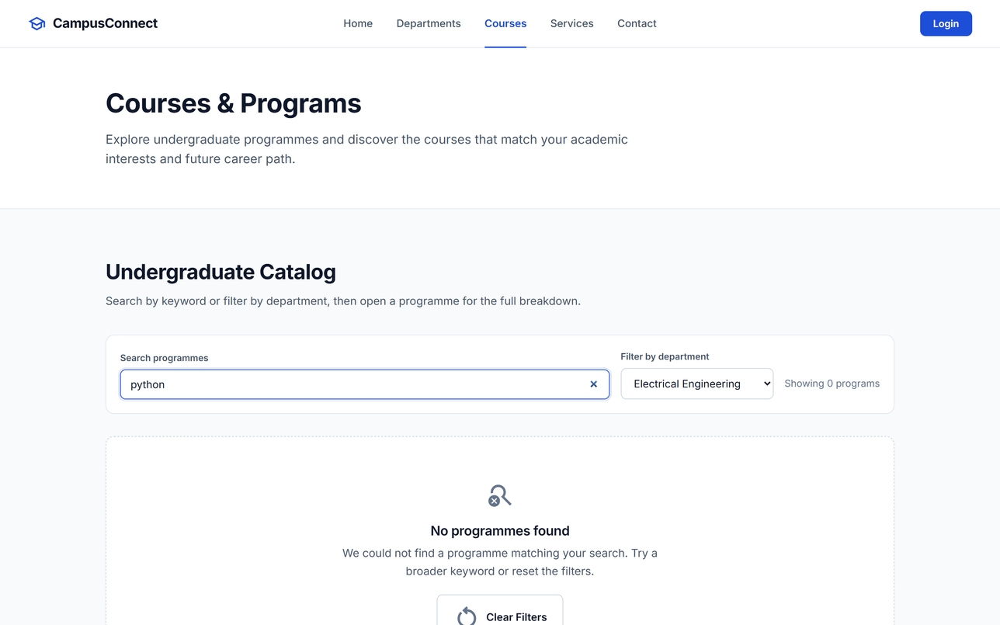 CampusConnect
Home
Departments
Courses
Services
Contact
Login
Courses & Programs
Explore undergraduate programmes and discover the courses that match your academic
interests and future career path.
Undergraduate Catalog
Search by keyword or filter by department, then open a programme for the full breakdown.
Search programmes
python
Filter by department
Electrical Engineering
Showing 0 programs
No programmes found
We could not find a programme matching your search. Try a
broader keyword or reset the filters.
Clear Filters